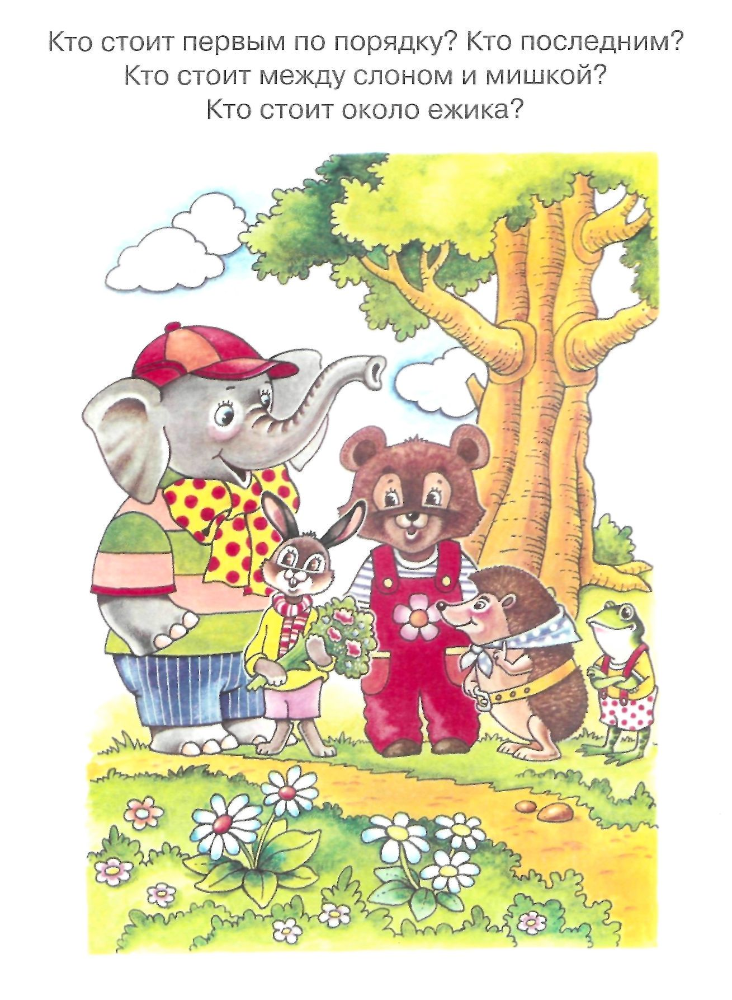 Кто стоит первым по порядку? Кто последним?
Кто стоит между слоном и мишкой?
Кто стоит около ежика?